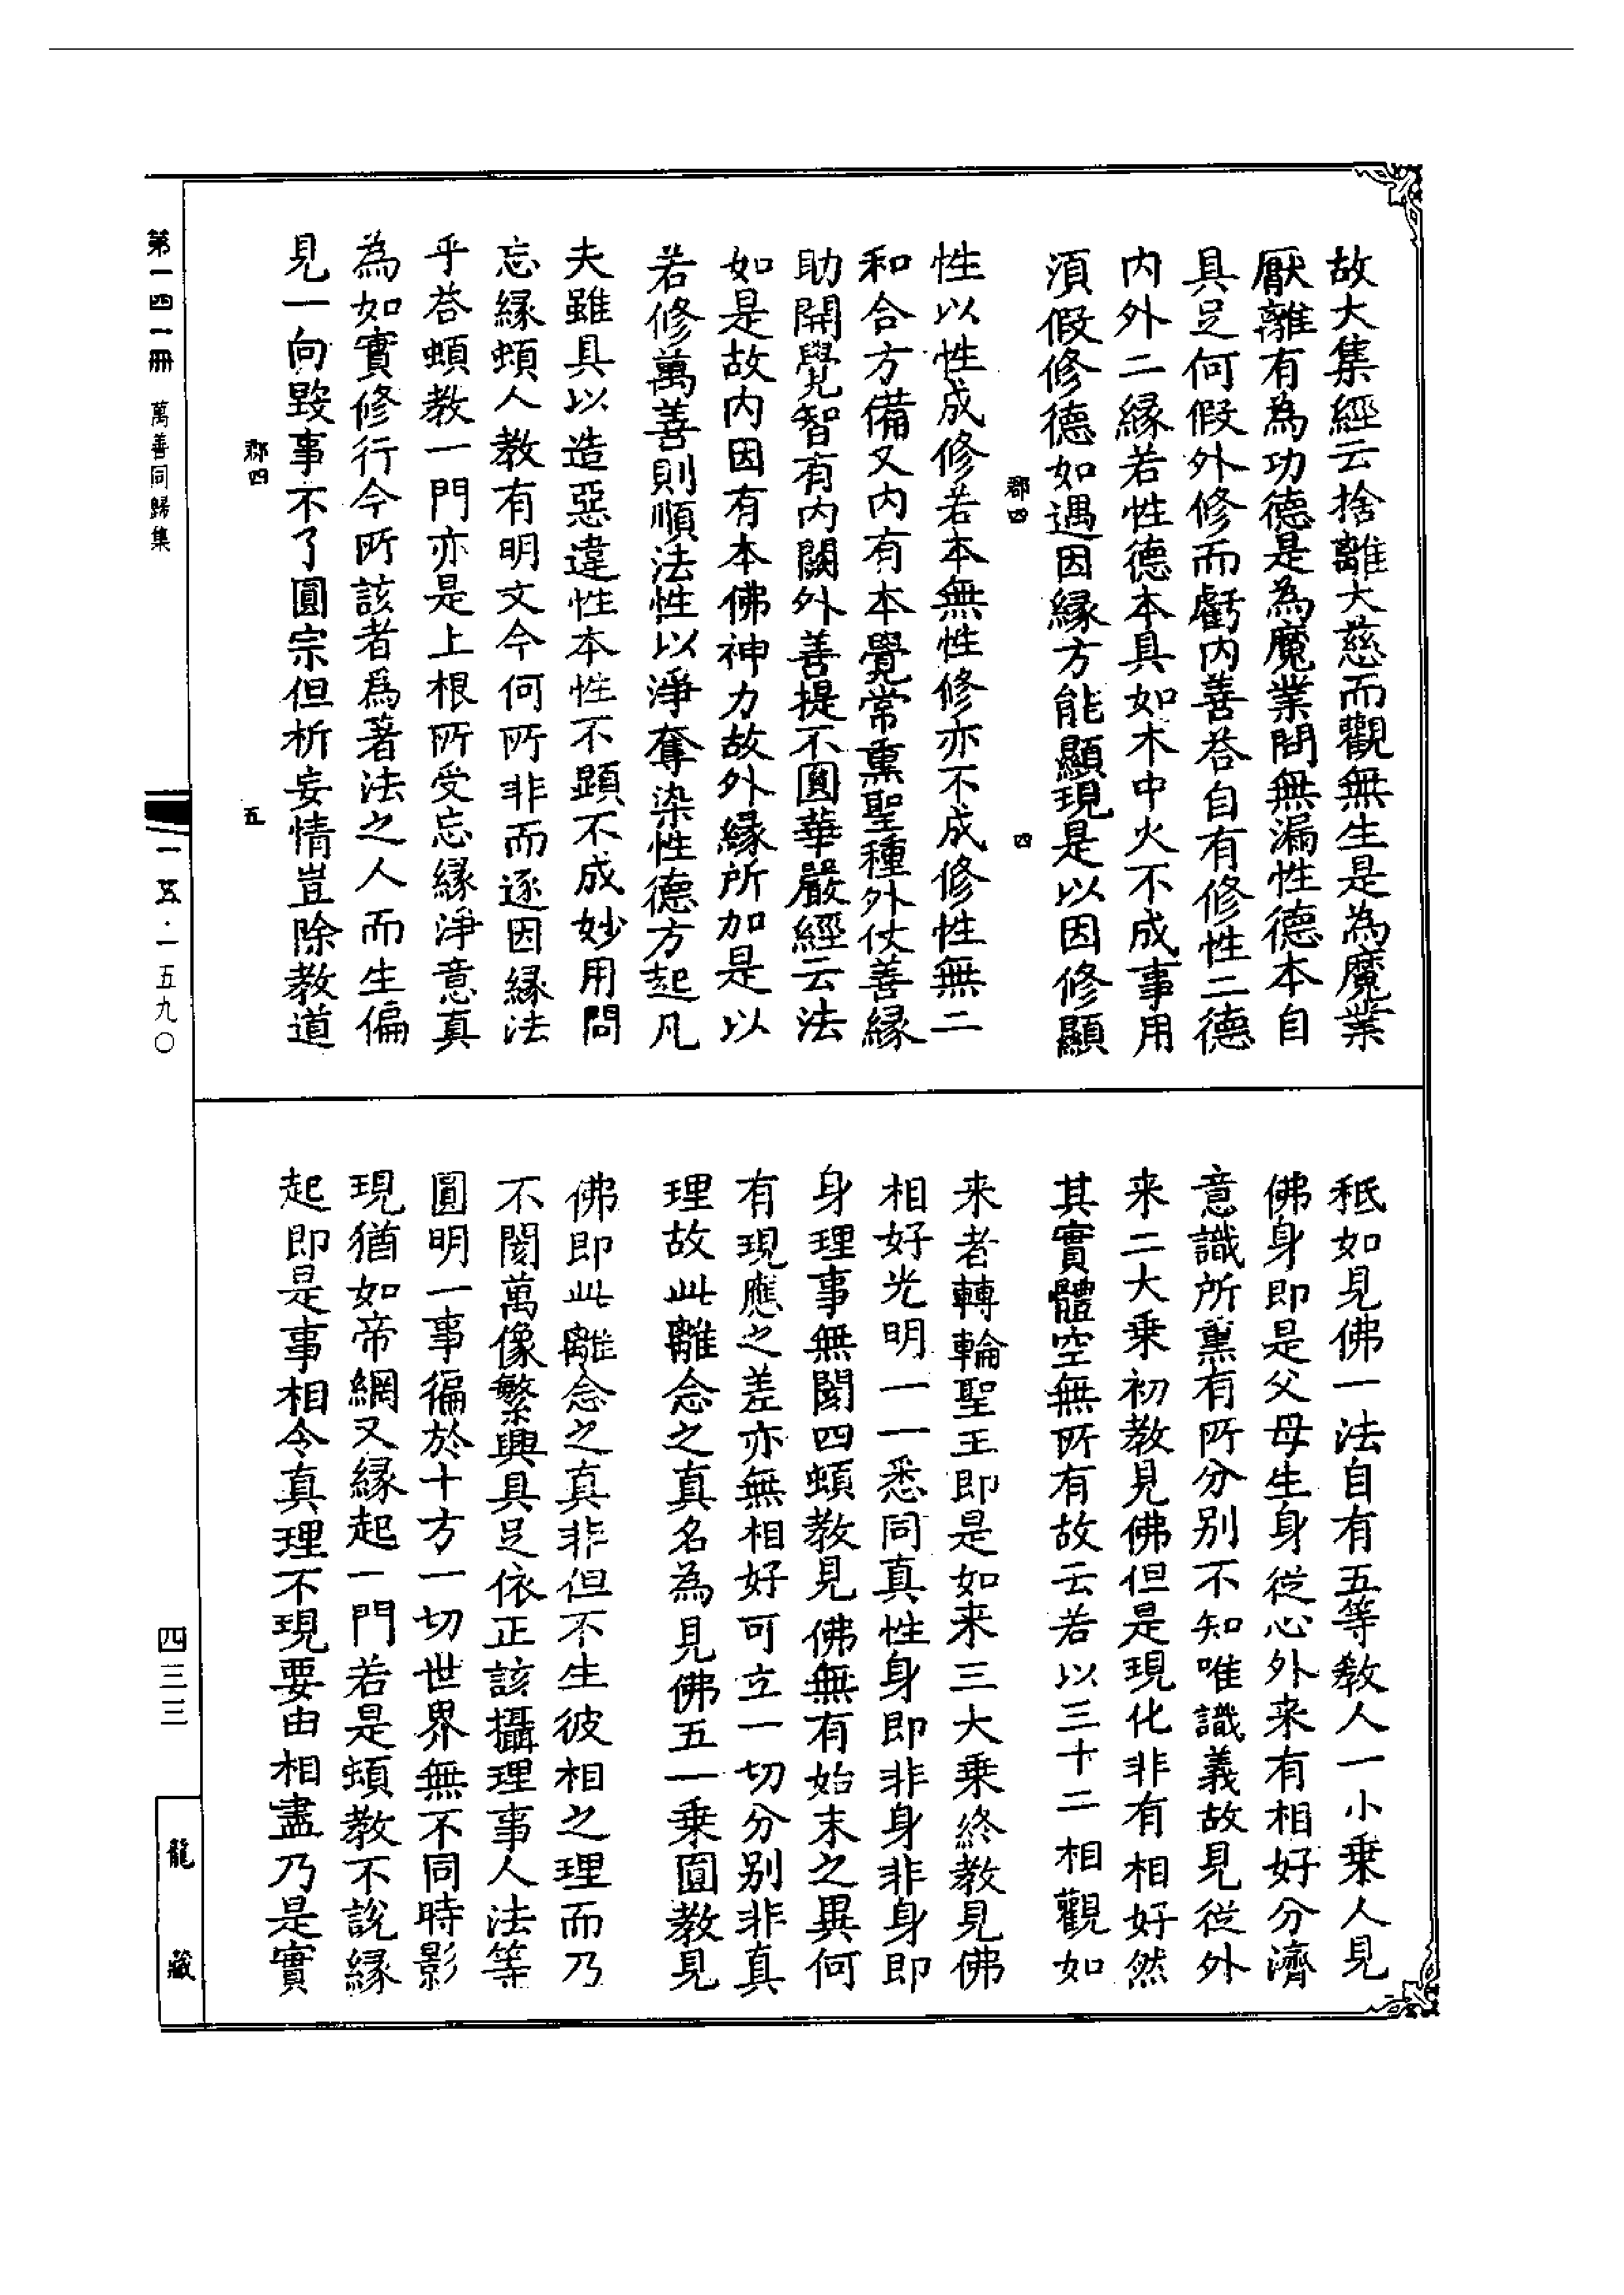 故大集經云捨離大慈而觀無生是為魔業
厭離有為功德是為魔業問無漏性德本自
具足何假外修而虧内善荅自有修性二德
内外二緣若性德本具如木中火不成事用
須假修德如遇因緣方能顯現是以因修顯
郡四
四
性以性成修若本無性修亦不成修性無二
和合方備又内有本覺常熏聖種外仗善緣
助開覺智有内闕外菩提不圓華嚴經云法
如是故内因有本佛神力故外緣所加是以
若修萬善則順法性以淨奪染性德方起凡
夫雖具以造惡違性本性不顯不成妙用問
忘緣頓人教有明文今何所非而逐因緣法
乎荅頓教一門亦是上根所受忘緣淨意真
為如實修行今所該者爲著法之人而生偏
見一向毀事不了圓宗但析妄情豈除教道
郡四
五
秖如見佛一法自有五等教人一小乘人見
佛身即是父母生身從心外来有相好分濟
意識所熏有所分别不知唯識義故見從外
来二大乘初教見佛但是現化非有相好然
其實體空無所有故云若以三十二相觀如
来者轉輪聖王即是如来三大乘終教見佛
相好光明一一悉同真性身即非身非身即
身理事無閡四頓教見佛無有始末之異何
有現應之差亦無相好可立一切分别非真
理故此離念之真名為見佛五一乘圓教見
佛即此離念之真非但不生彼相之理而乃
不閡萬像繁興具足依正該攝理事人法等
圓明一事徧於十方一切世界無不同時影
現猶如帝網又緣起一門若是頓教不說緣
起即是事相令真理不現要由相盡乃是實
第一四一冊 萬善同歸集
一五·一五九〇
四三三
龍藏